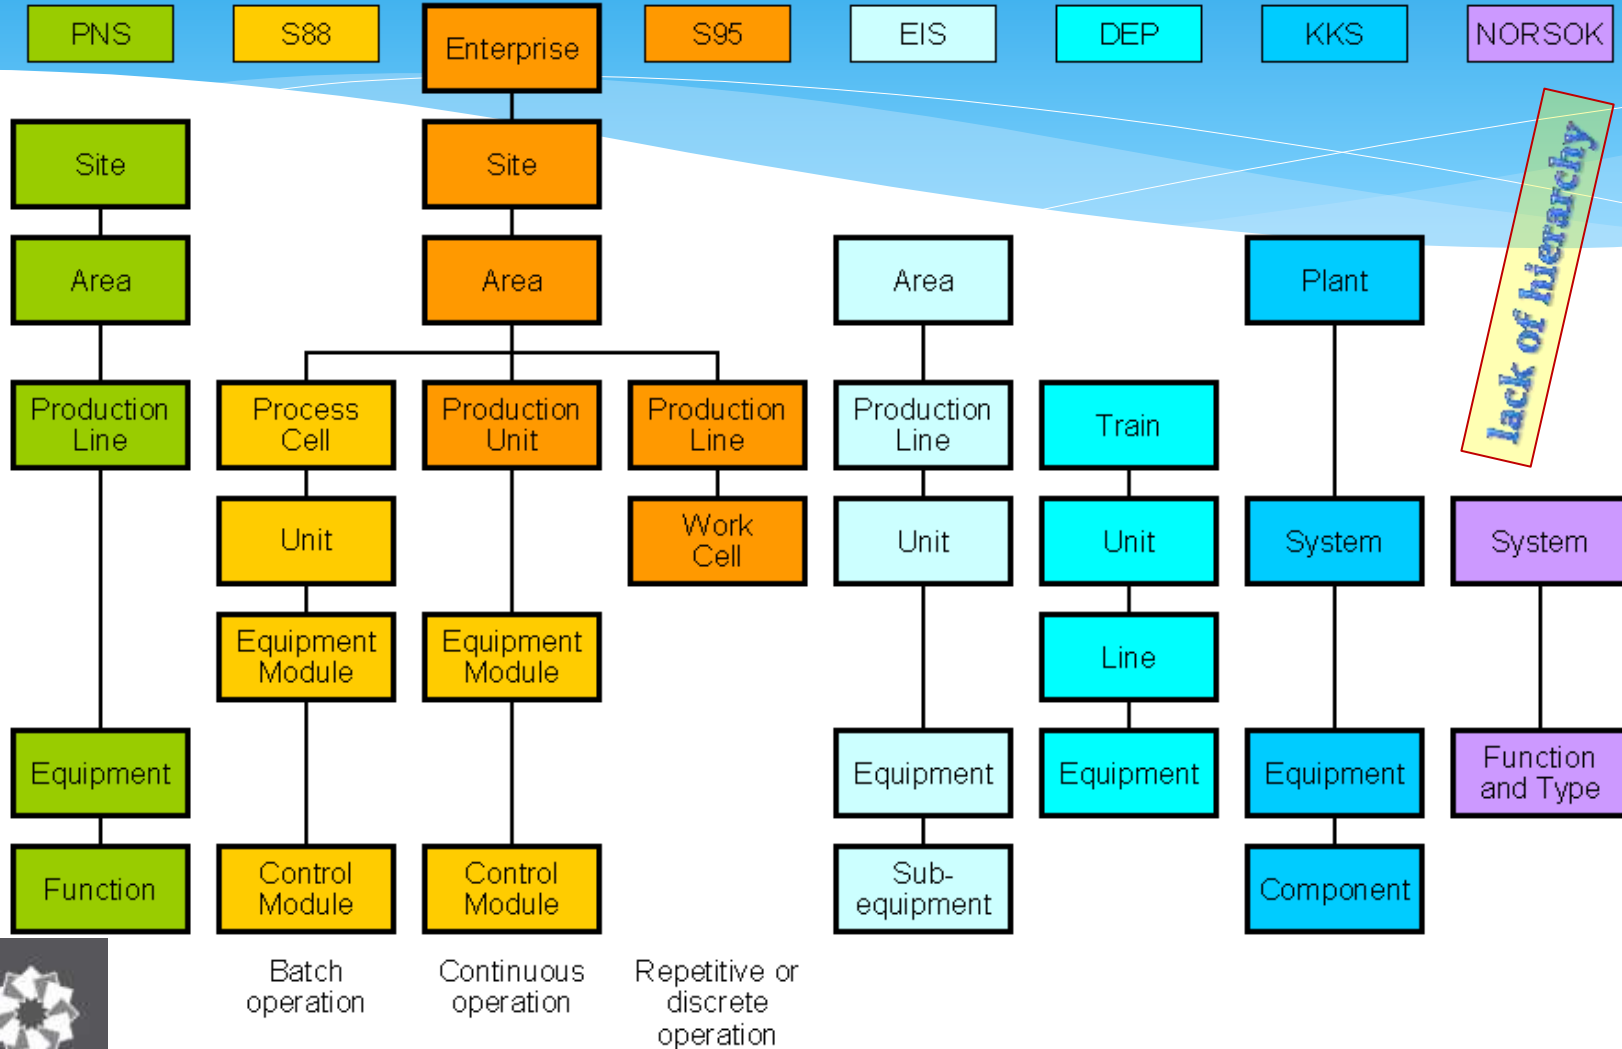 PNS
S88
Enterprise
S95
EIS
DEP
KKS
NORSOK
lack of hierarchy
Site
Site
Area
Area
Area
Plant
Production
Line
Process
Cell
Production
Unit
Production
Line
Production
Line
Train
Unit
Work
Cell
Unit
Unit
System
System
Equipment
Module
Equipment
Module
Line
Equipment
Equipment
Equipment
Equipment
Function
and Type
Function
Control
Module
Control
Module
Sub-
equipment
Component
Batch
operation
Continuous
operation
Repetitive or
discrete
operation